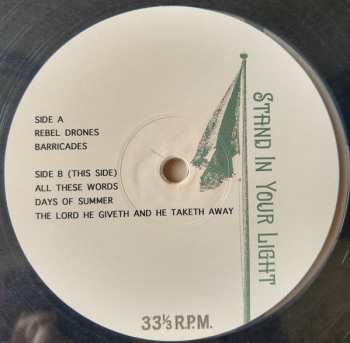 SIDE A
REBEL DRONES
BARRICADES
SIDE B (THIS SIDE)
ALL THESE WORDS
DAYS OF SUMMER
THE LORD HE GIVETH AND HE TAKETH AWAY
STAND IN YOUR LIGHT
33⅓ R.P.M.